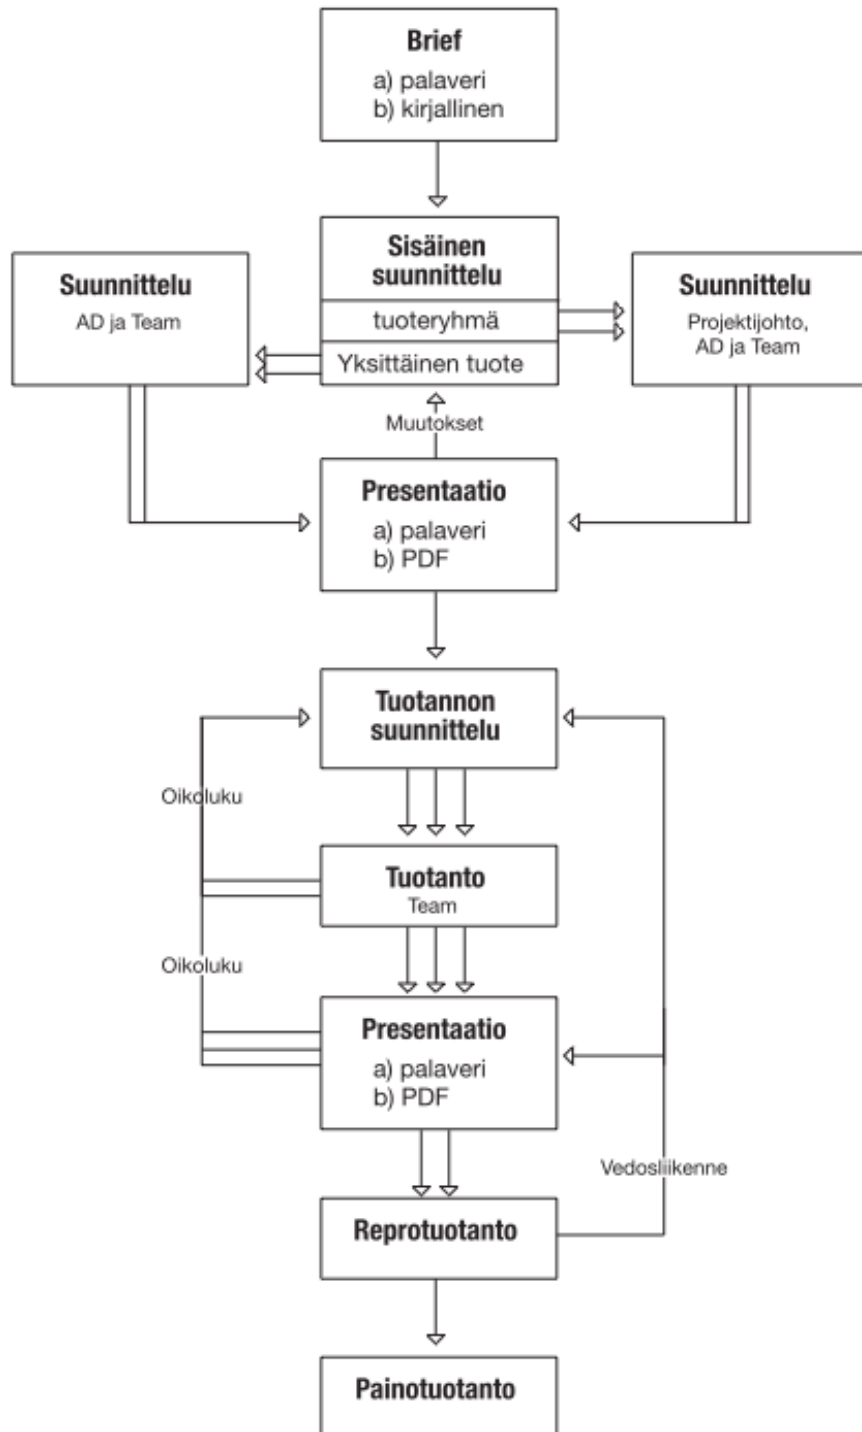 Brief
a) palaveri
b) kirjallinen
Sisäinen
suunnittelu
tuoteryhmä
Yksittäinen tuote
Suunnittelu
AD ja Team
Suunnittelu
Projektijohto,
AD ja Team
Muutokset
Presentaatio
a) palaveri
b) PDF
Tuotannon
suunnittelu
Oikoluku
Tuotanto
Team
Oikoluku
Presentaatio
a) palaveri
b) PDF
Vedosliikenne
Reprotuotanto
Painotuotanto